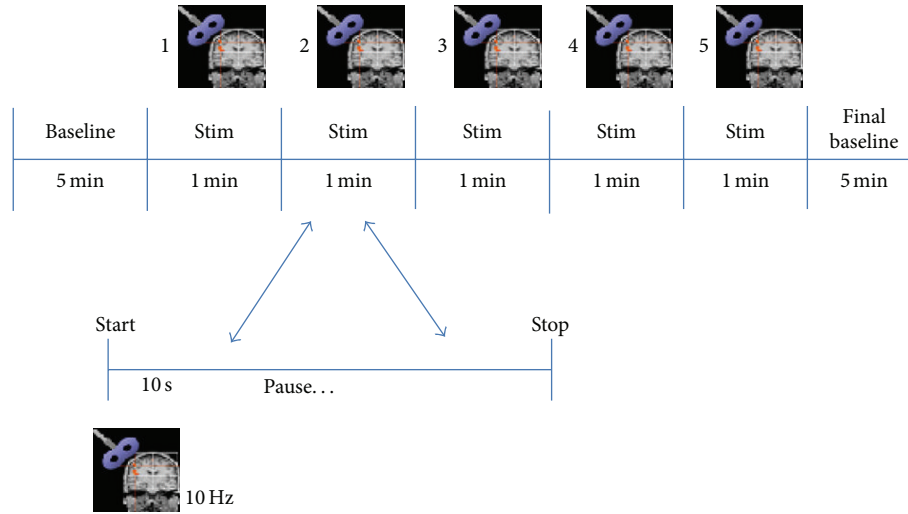 1 2 3 4 5
Baseline Stim Stim Stim Stim Stim Final baseline
5 min 1 min 1 min 1 min 1 min 1 min 5 min
Start Stop
10 s Pause...
10 Hz